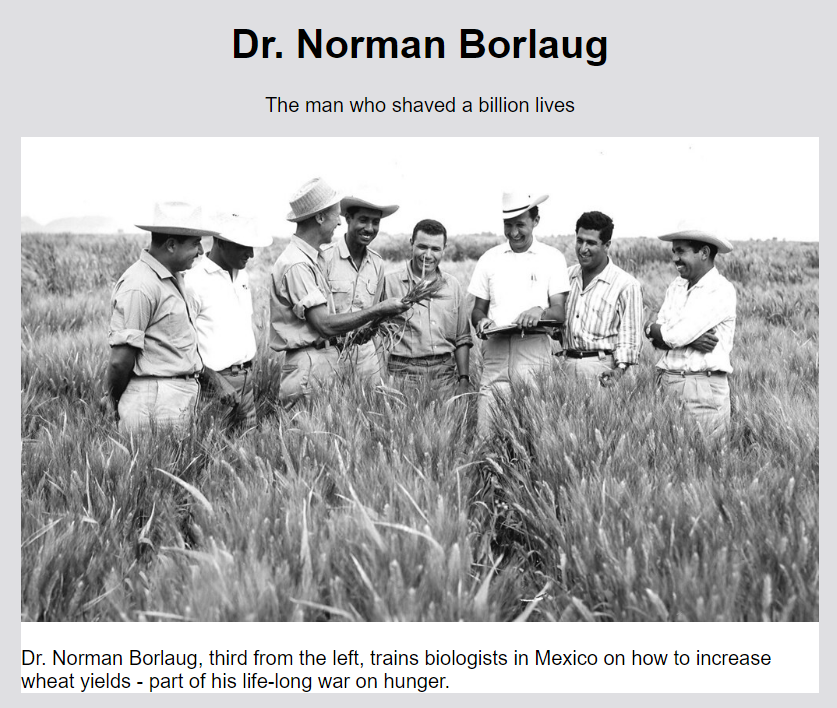 Dr. Norman Borlaug
The man who shaved a billion lives
Dr. Norman Borlaug, third from the left, trains biologists in Mexico on how to increase
wheat yields - part of his life-long war on hunger.